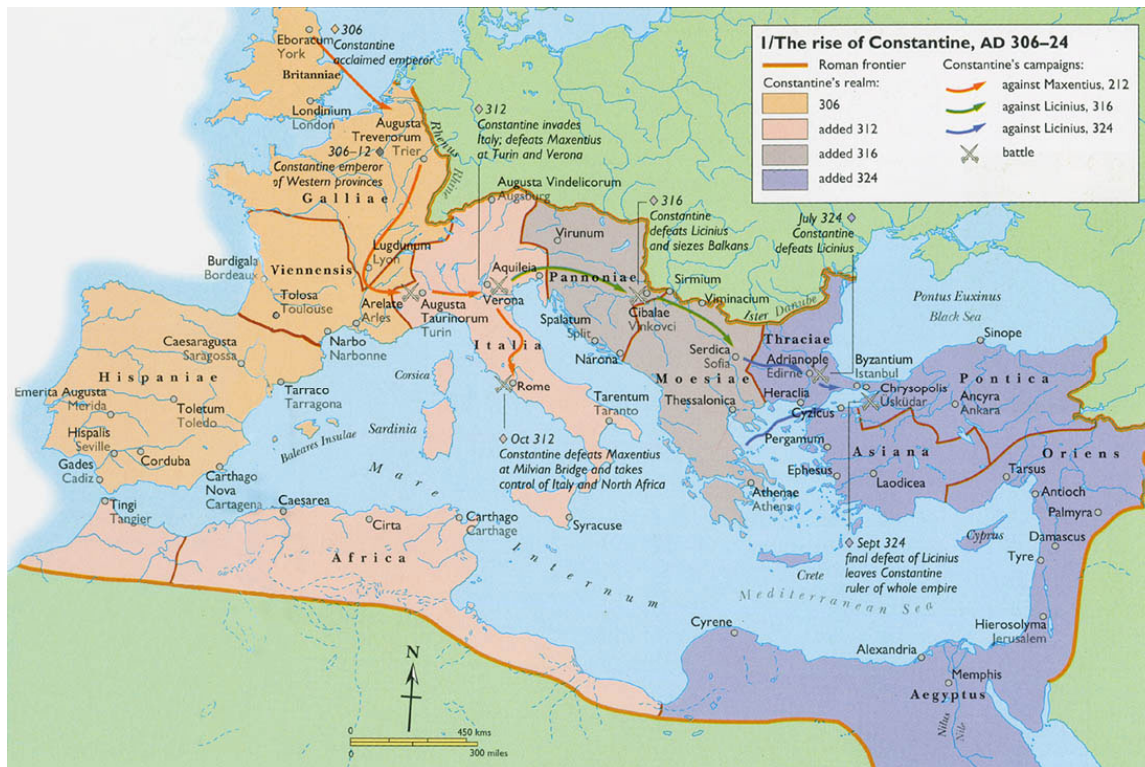 1/The rise of Constantine, AD 306–24
Roman frontier
Constantine's realm:
306
added 312
added 316
added 324
Constantine's campaigns:
against Maxentius, 212
against Licinius, 316
against Licinius, 324
battle
306
Constantine
acclaimed emperor
Eboracum
York
Britanniae
Londinium
London
Augusta
Treverorum
Trier
Rhenus
Rhine
306–12
Constantine emperor
of Western provinces
Galliae
312
Constantine invades
Italy; defeats Maxentius
at Turin and Verona
Augusta Vindelicorum
Augsburg
316
Constantine
defeats Licinius
and siezes Balkans
July 324
Constantine
defeats Licinius
Virunum
Lugdunum
Lyon
Burdigala
Bordeaux
Viennensis
Tolosa
Toulouse
Arelate
Arles
Narbo
Narbonne
Augusta
Taurinorum
Turin
Verona
Aquileia
Pannoniae
Sirmium
Viminacium
Cibalae
Vinkovci
Ister Danube
Pontus Euxinus
Black Sea
Sinope
Spalatum
Split
Narona
Italia
Serdica
Sofia
Thraciae
Adrianople
Edirne
Byzantium
Istanbul
Chrysopolis
Üsküdar
Pontica
Ancyra
Ankara
Heraclia
Cyzicus
Moesiae
Thessalonica
Pergamum
Asiana
Oriens
Ephesus
Laodicea
Tarsus
Antioch
Palmyra
Damascus
Tyre
Cyprus
Athenae
Athens
Caesaragusta
Saragossa
Hispaniae
Emerita Augusta
Merida
Toletum
Toledo
Tarraco
Tarragona
Hispalis
Seville
Corduba
Gades
Cadiz
Carthago
Nova
Cartagena
Baleares Insulae
Corsica
Sardinia
Rome
Tarentum
Taranto
Oct 312
Constantine defeats Maxentius
at Milvian Bridge and takes
control of Italy and North Africa
Syracuse
Tingi
Tangier
Caesarea
Cirta
Carthago
Carthage
Africa
Mare
Internum
Mediterranean Sea
Crete
Sept 324
final defeat of Licinius
leaves Constantine
ruler of whole empire
Cyrene
Alexandria
Hierosolyma
Jerusalem
Memphis
Aegyptus
Nilus
Nile
N
450 kms
300 miles